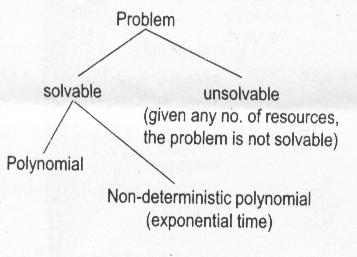 Problem
solvable
unsolvable
(given any no. of resources,
the problem is not solvable)
Polynomial
Non-deterministic polynomial
(exponential time)